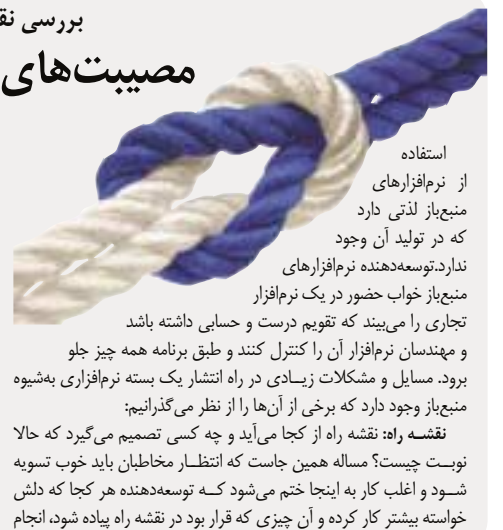 بررسی نق
مصیبت‌های
استفاده
از نرم‌افزارهای
منبع‌باز لذتی دارد
که در تولید آن وجود
ندارد.توسعه‌دهنده نرم‌افزارهای
منبع‌باز خواب حضور در یک نرم‌افزار
تجاری را می‌بیند که تقویم درست و حسابی داشته باشد
و مهندسان نرم‌افزار آن را کنترل کنند و طبق برنامه همه چیز جلو
برود. مسایل و مشکلات زیــادی در راه انتشار یک بسته نرم‌افزاری به‌شیوه
منبع‌باز وجود دارد که برخی از آن‌ها را از نظر می‌گذرانیم:
نقشــه راه: نقشه راه از کجا می‌آید و چه کسی تصمیم می‌گیرد که حالا
نوبــت چیست؟ مساله همین جاست که انتظــار مخاطبان باید خوب تسویه
شــود و اغلب کار به اینجا ختم می‌شود کــه توسعه‌دهنده هر کجا که دلش
خواسته بیشتر کار کرده و آن چیزی که قرار بود در نقشه راه پیاده شود، انجام